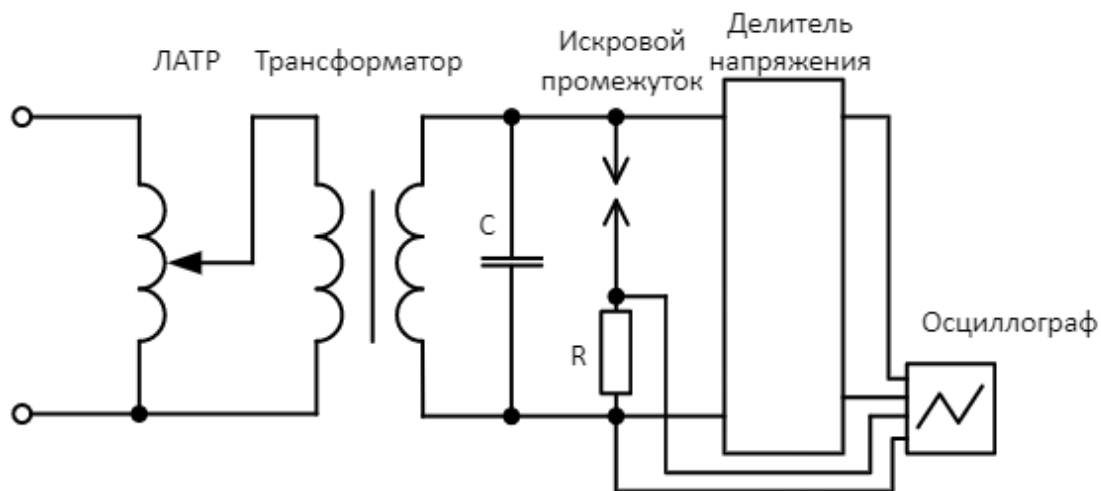 ЛАТР
Трансформатор
Искровой
промежуток
Делитель
напряжения
C
R
Осциллограф